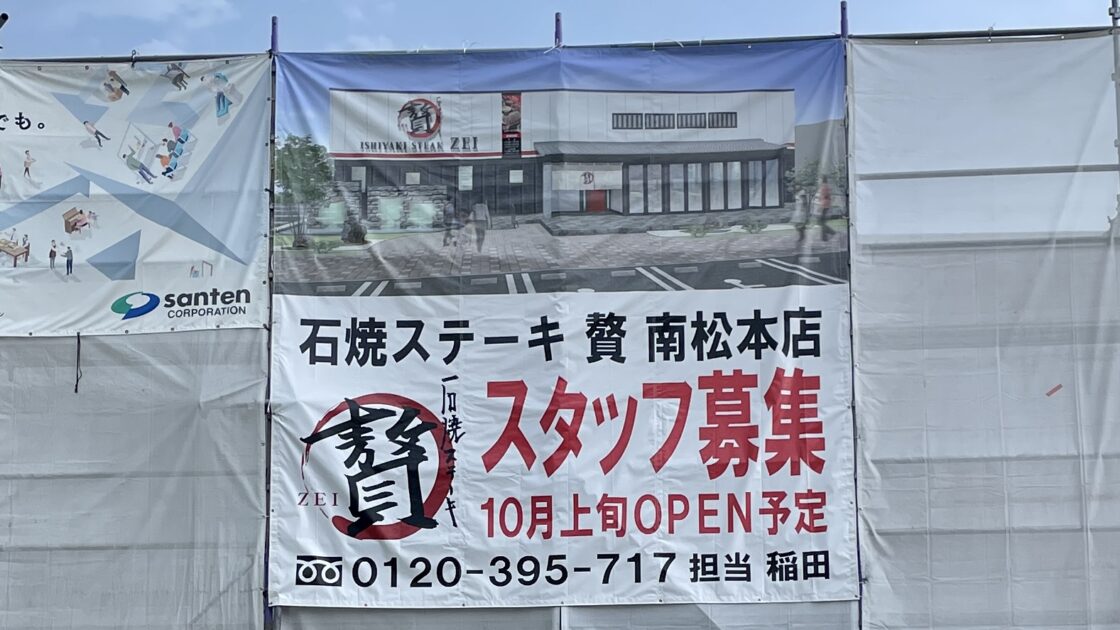 でも。
santen
CORPORATION
贅
ISHIYAKI STEAK ZEI
石焼ステーキ 贅 南松本店
スタッフ募集
10月上旬OPEN予定
贅
石焼ステーキ
ZEI
0120-395-717 担当 稲田